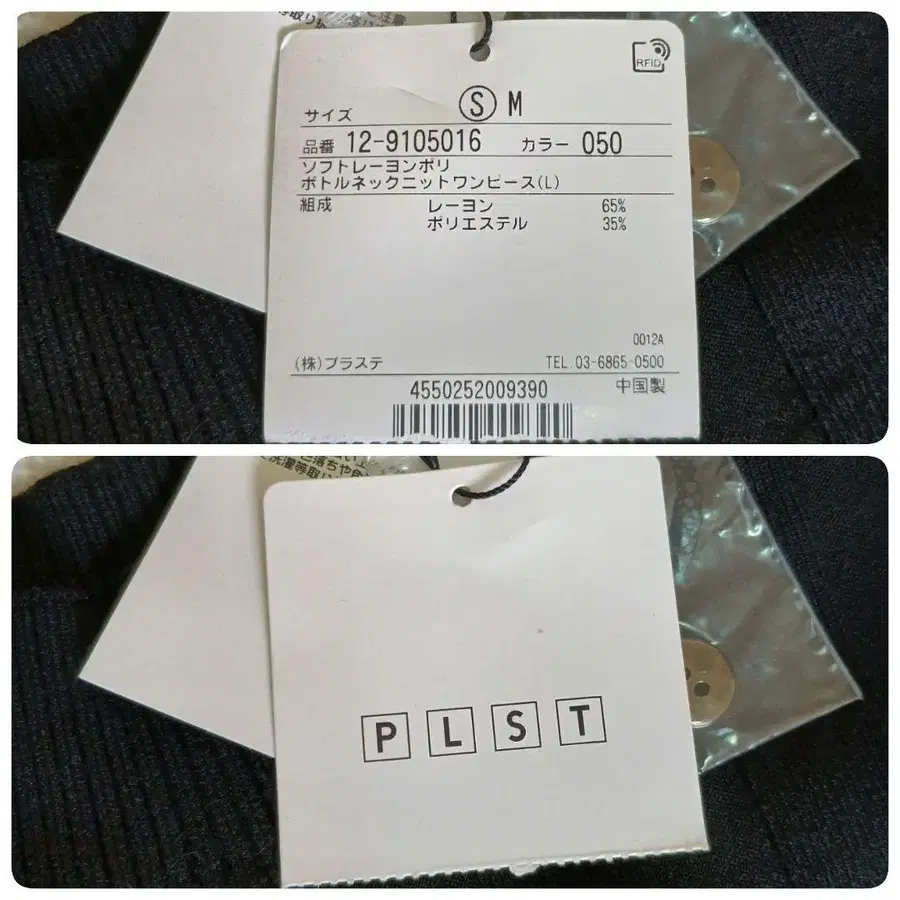 RFID
サイズ Ⓢ M
品番 12-9105016 カラー 050
ソフトレーヨンポリ
ボトルネックニットワンピース(L)
組成 レーヨン 65%
ポリエステル 35%
0012A
(株)プラステ TEL.03-6865-0500
4550252009390 中国製
P L S T